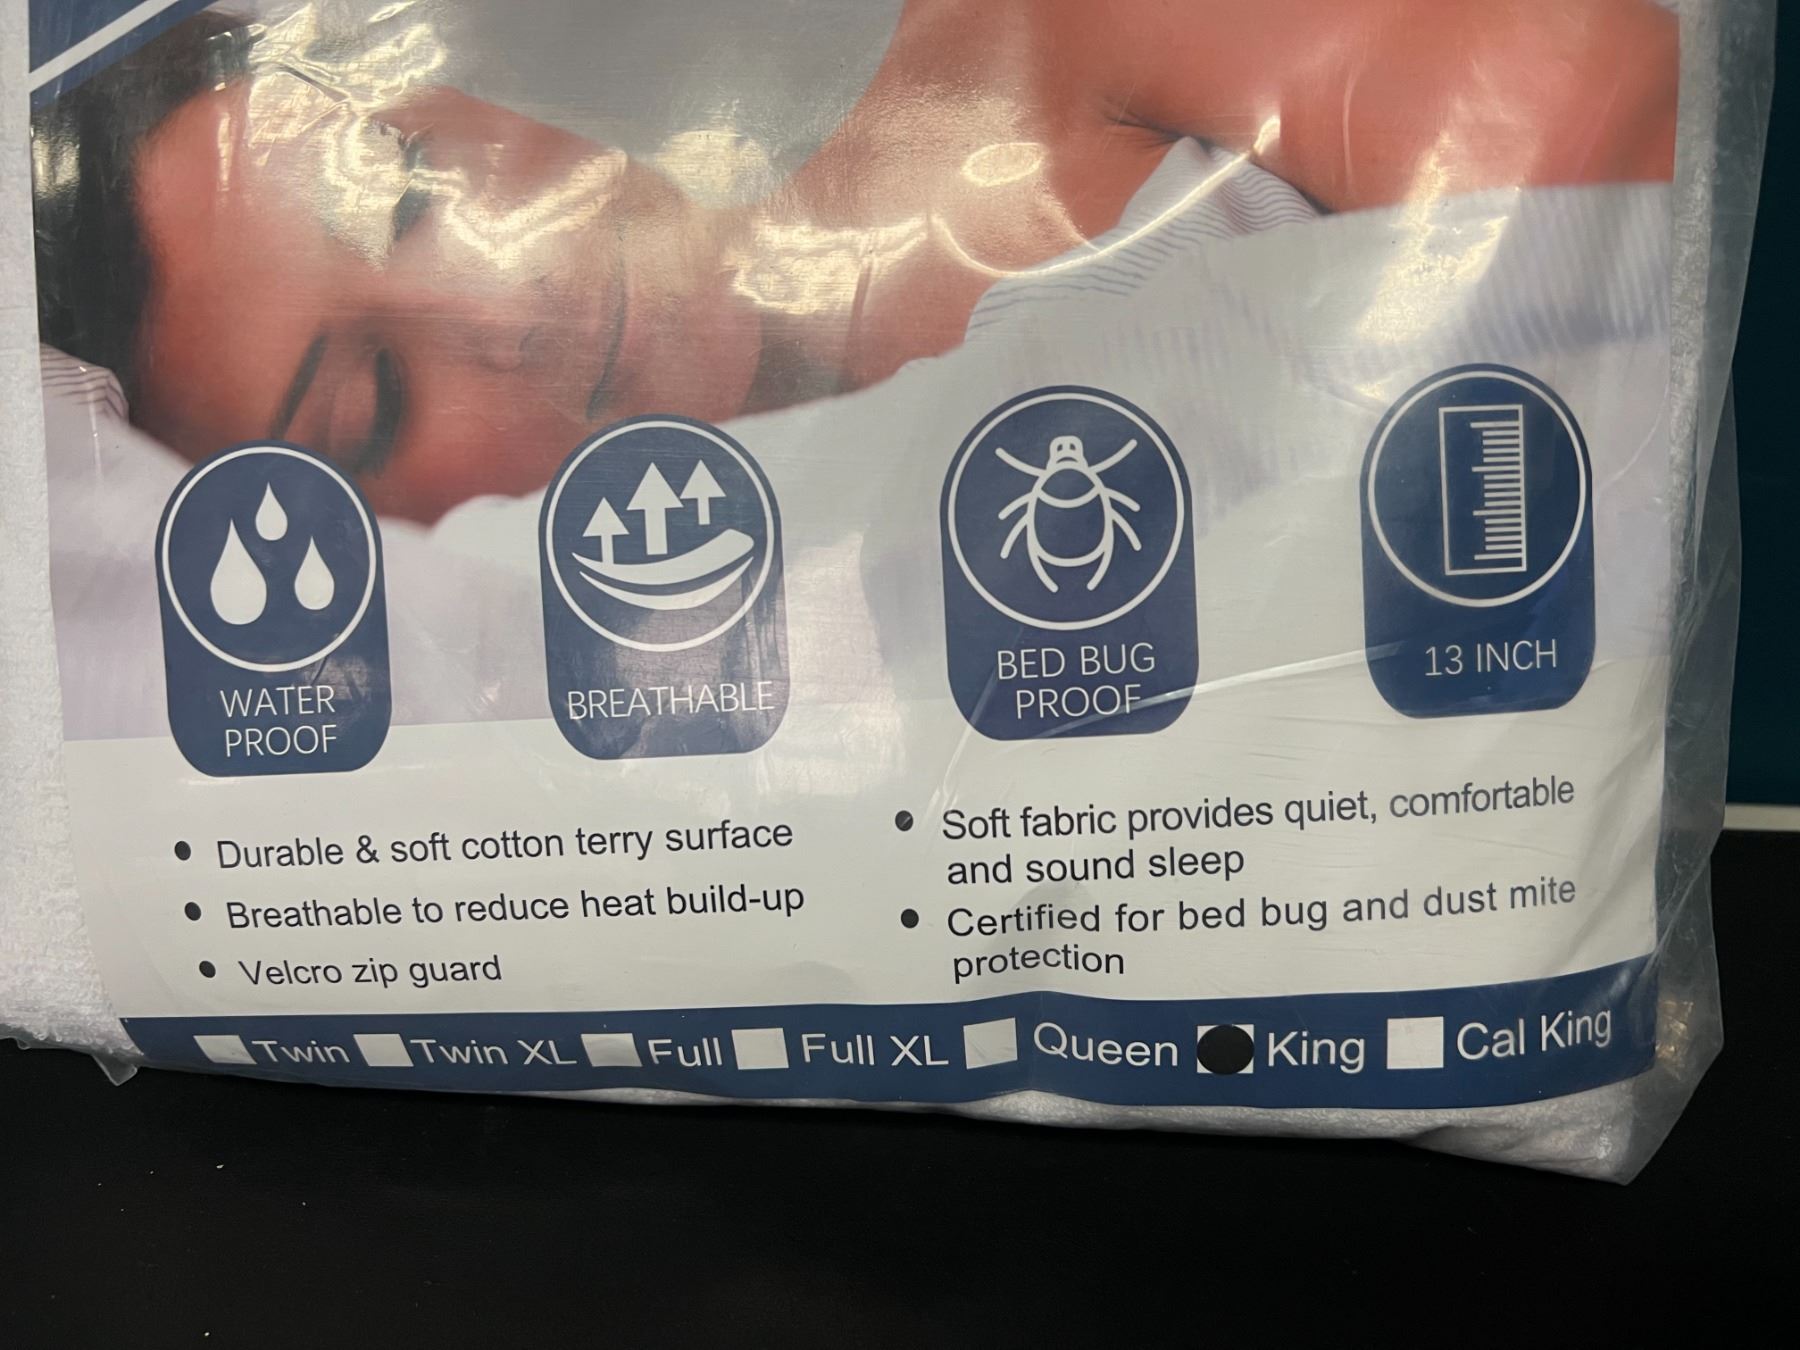 WATER
PROOF
BREATHABLE
BED BUG
PROOF
13 INCH
• Durable & soft cotton terry surface
• Breathable to reduce heat build-up
• Velcro zip guard
• Soft fabric provides quiet, comfortable
and sound sleep
• Certified for bed bug and dust mite
protection
Twin Twin XL Full Full XL Queen King Cal King